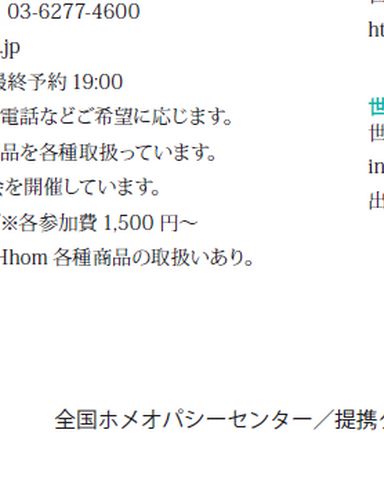 03-6277-4600
.jp
最終予約 19:00
電話などご希望に応じます。
品を各種取扱っています。
会を開催しています。
※各参加費 1,500 円〜
Hhom 各種商品の取扱いあり。
ht
世
世
in
出
全国ホメオパシーセンター／提携ク